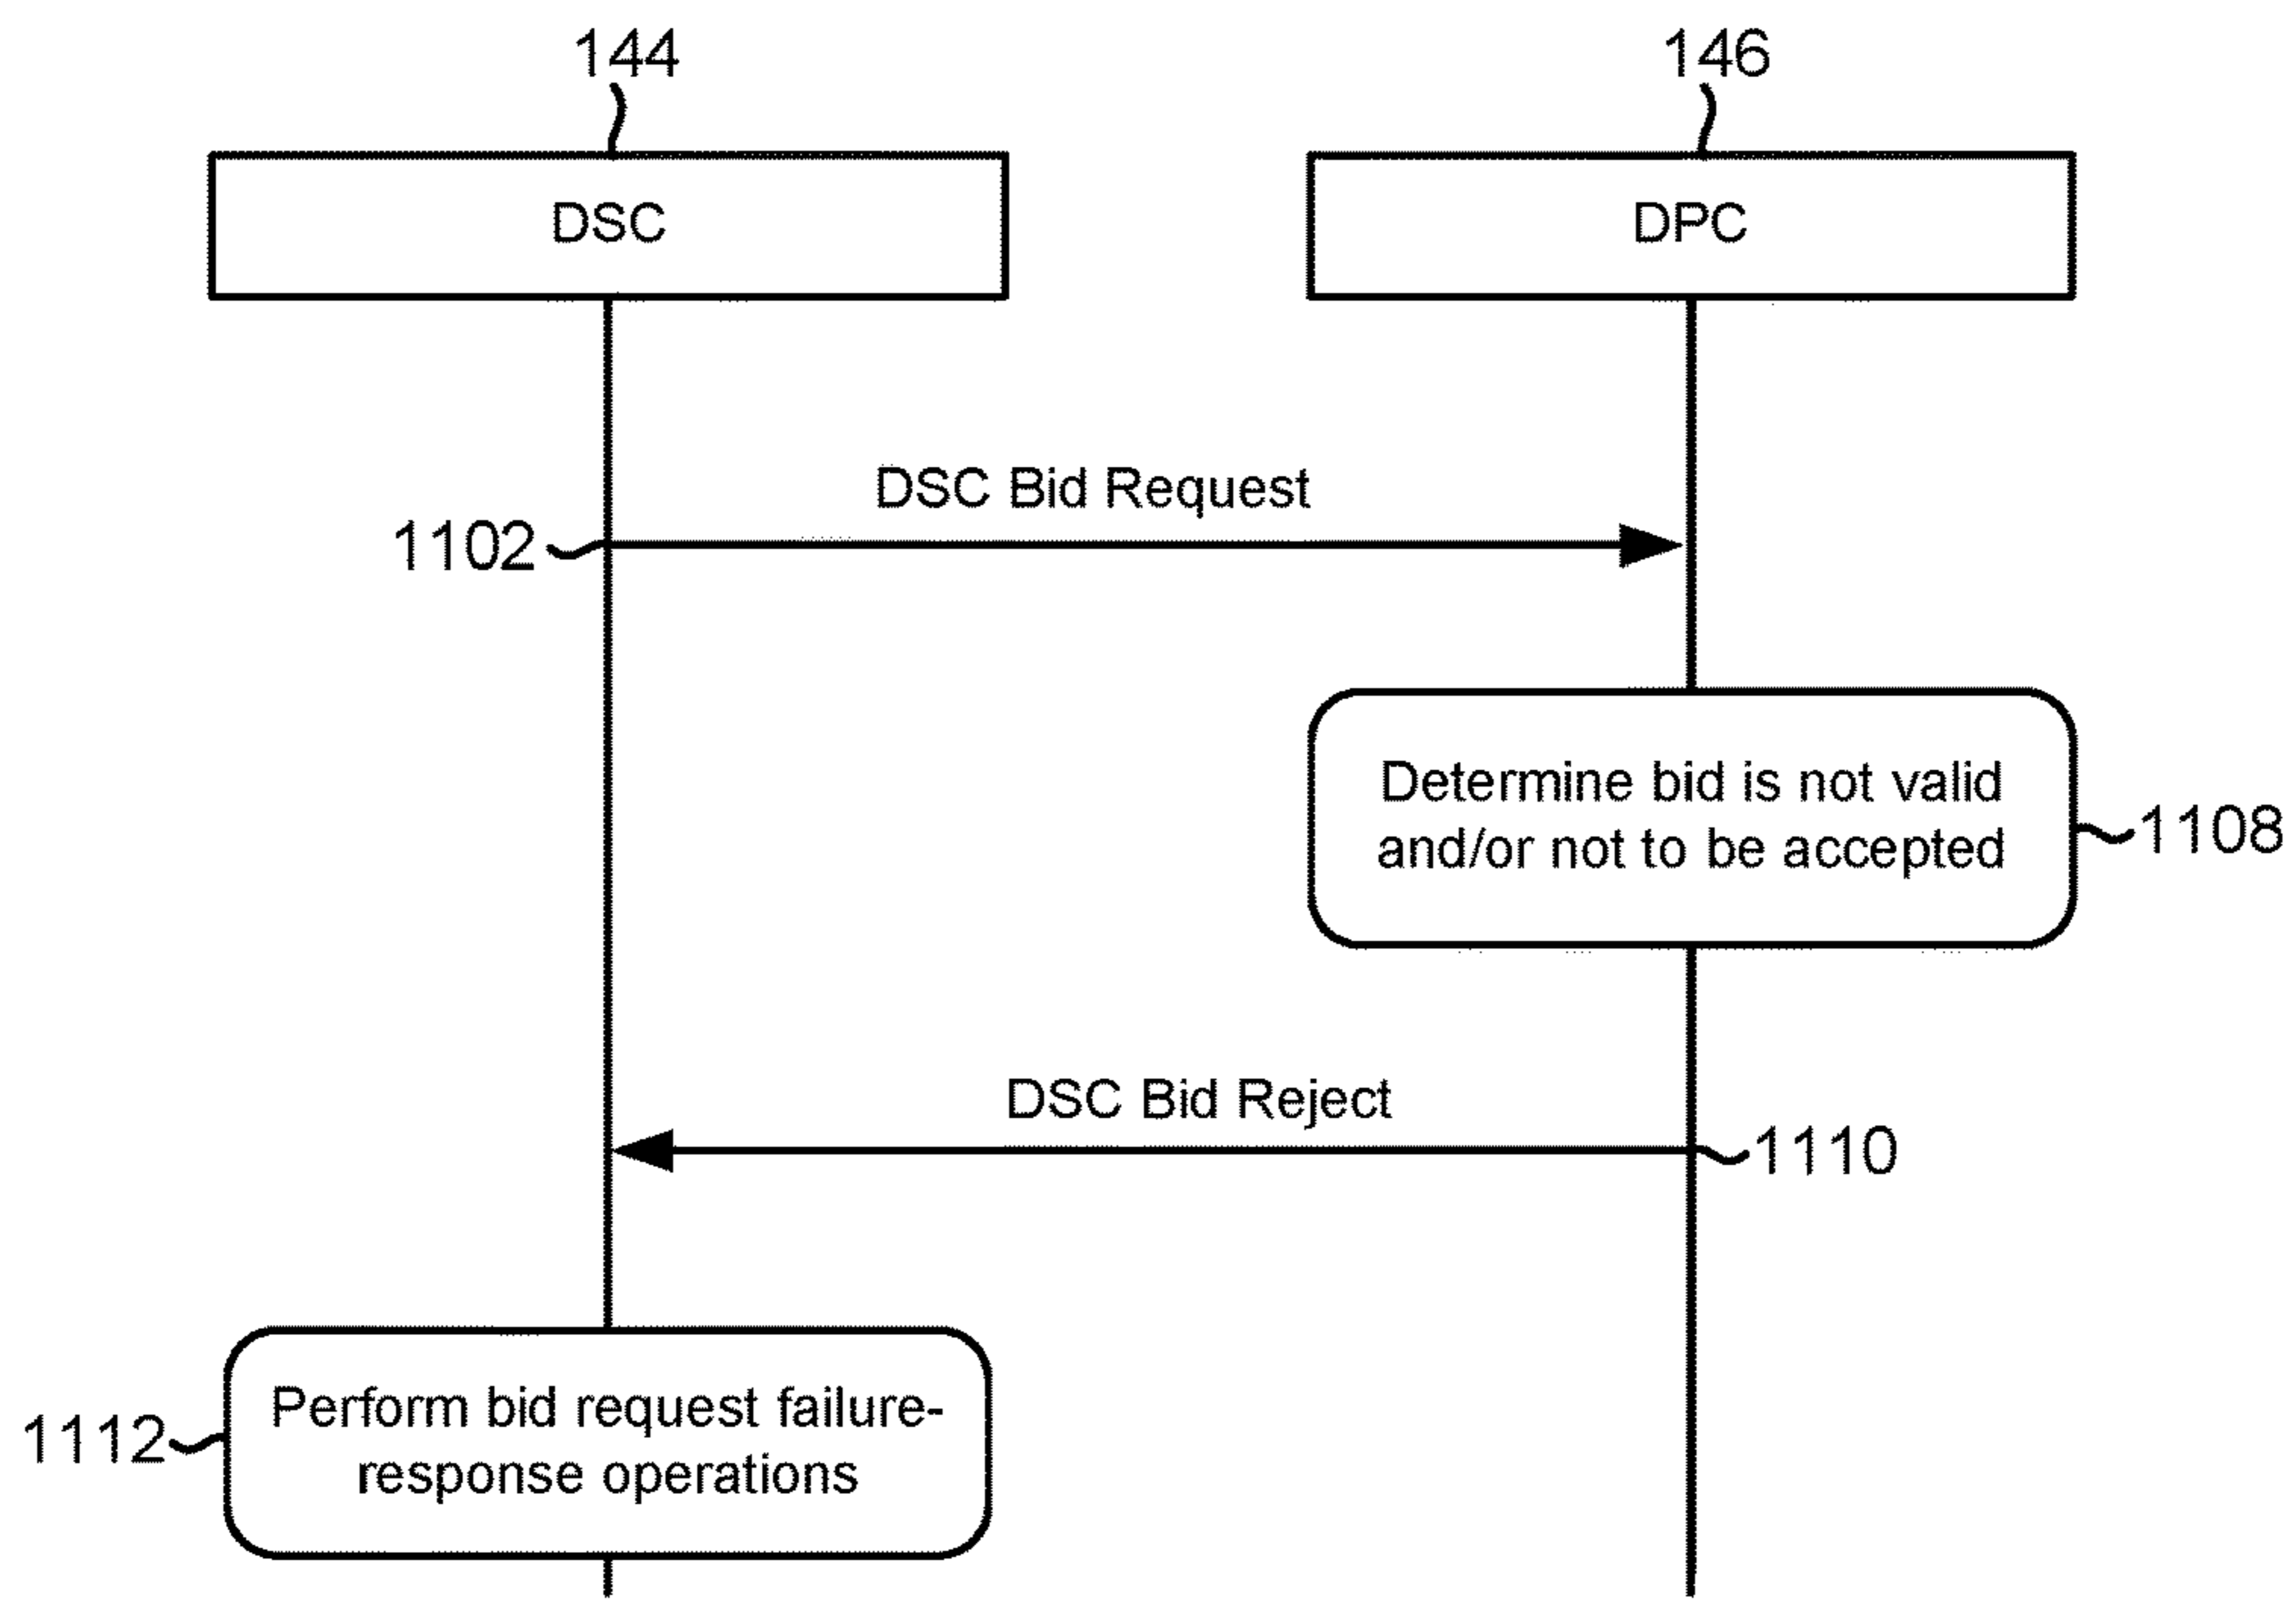 144
146
DSC
DPC
DSC Bid Request
1102
Determine bid is not valid
and/or not to be accepted
1108
DSC Bid Reject
1110
Perform bid request failure-
response operations
1112